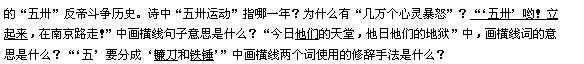 的“五卅”反帝斗争历史。诗中“五卅运动”指哪一年？为什么有“几万个心灵暴怒”？“‘五卅’哟！立
起来，在南京路走！”中画横线句子意思是什么？“今日他们的天堂，他日他们的地狱”中，画横线词的意
思是什么？“‘五’要分成‘镰刀和铁锤’”中画横线两个词使用的修辞手法是什么？